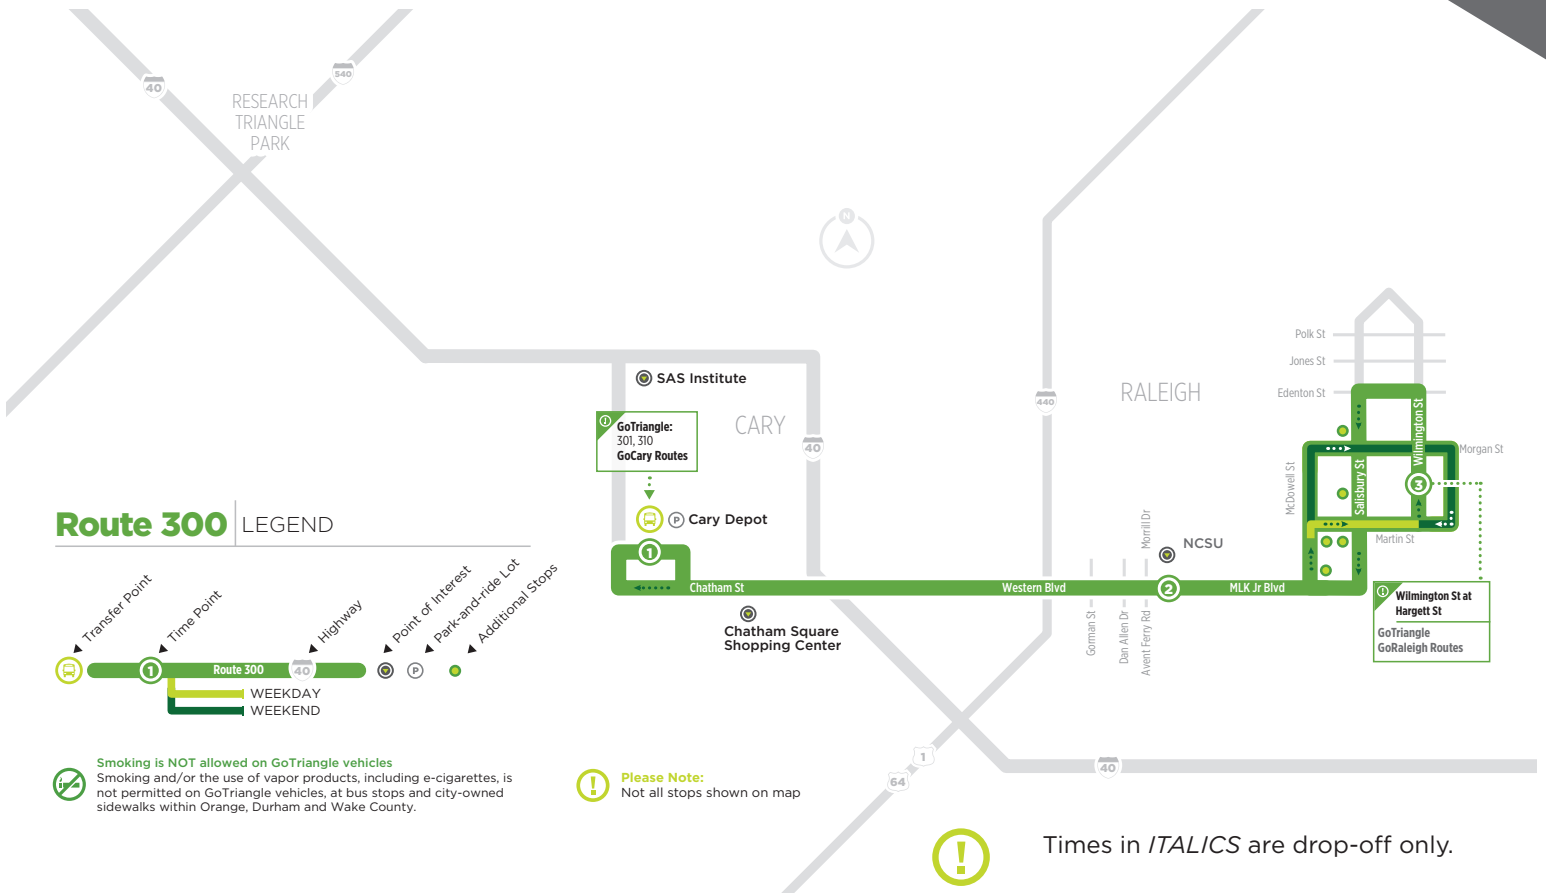 40
540
RESEARCH
TRIANGLE
PARK
N
Polk St
Jones St
Edenton St
SAS Institute
440
RALEIGH
CARY
GoTriangle:
301, 310
GoCary Routes
40
Wilmington St
Morgan St
McDowell St
Salisbury St
3
Martin St
P
Cary Depot
1
Morrill Dr
NCSU
Chatham St
Western Blvd
2
MLK Jr Blvd
Gorman St
Dan Allen Dr
Avent Ferry Rd
Chatham Square
Shopping Center
Wilmington St at
Hargett St
GoTriangle
GoRaleigh Routes
Route 300 LEGEND
Transfer Point
Time Point
Highway
Point of Interest
Park-and-ride Lot
Additional Stops
1
Route 300
40
P
WEEKDAY
WEEKEND
1
64
40
Smoking is NOT allowed on GoTriangle vehicles
Smoking and/or the use of vapor products, including e-cigarettes, is
not permitted on GoTriangle vehicles, at bus stops and city-owned
sidewalks within Orange, Durham and Wake County.
!
Please Note:
Not all stops shown on map
!
Times in ITALICS are drop-off only.